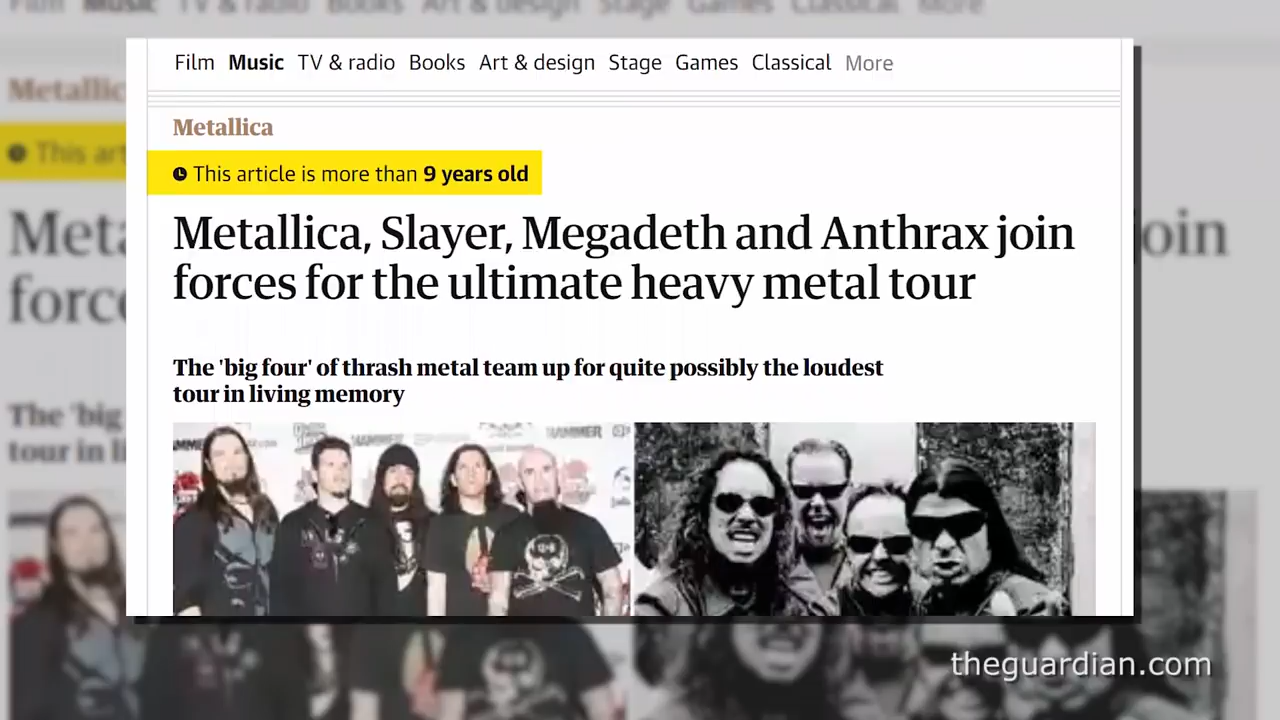 Film Music TV & radio Books Art & design Stage Games Classical More
Metallica
This article is more than 9 years old
Metallica, Slayer, Megadeth and Anthrax join
forces for the ultimate heavy metal tour
The 'big four' of thrash metal team up for quite possibly the loudest
tour in living memory
HAMMER
HAMMER
theguardian.com